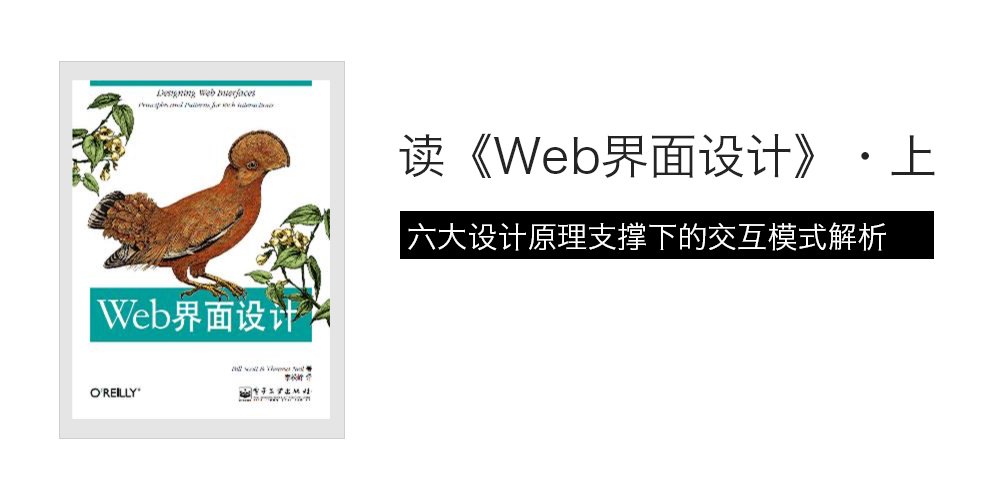 Designing Web Interfaces
Principles and Patterns for Rich Interactions
Web界面设计
Bill Scott & Theresa Neil 著
O'REILLY®
电子工业出版社
读《Web界面设计》·上
六大设计原理支撑下的交互模式解析